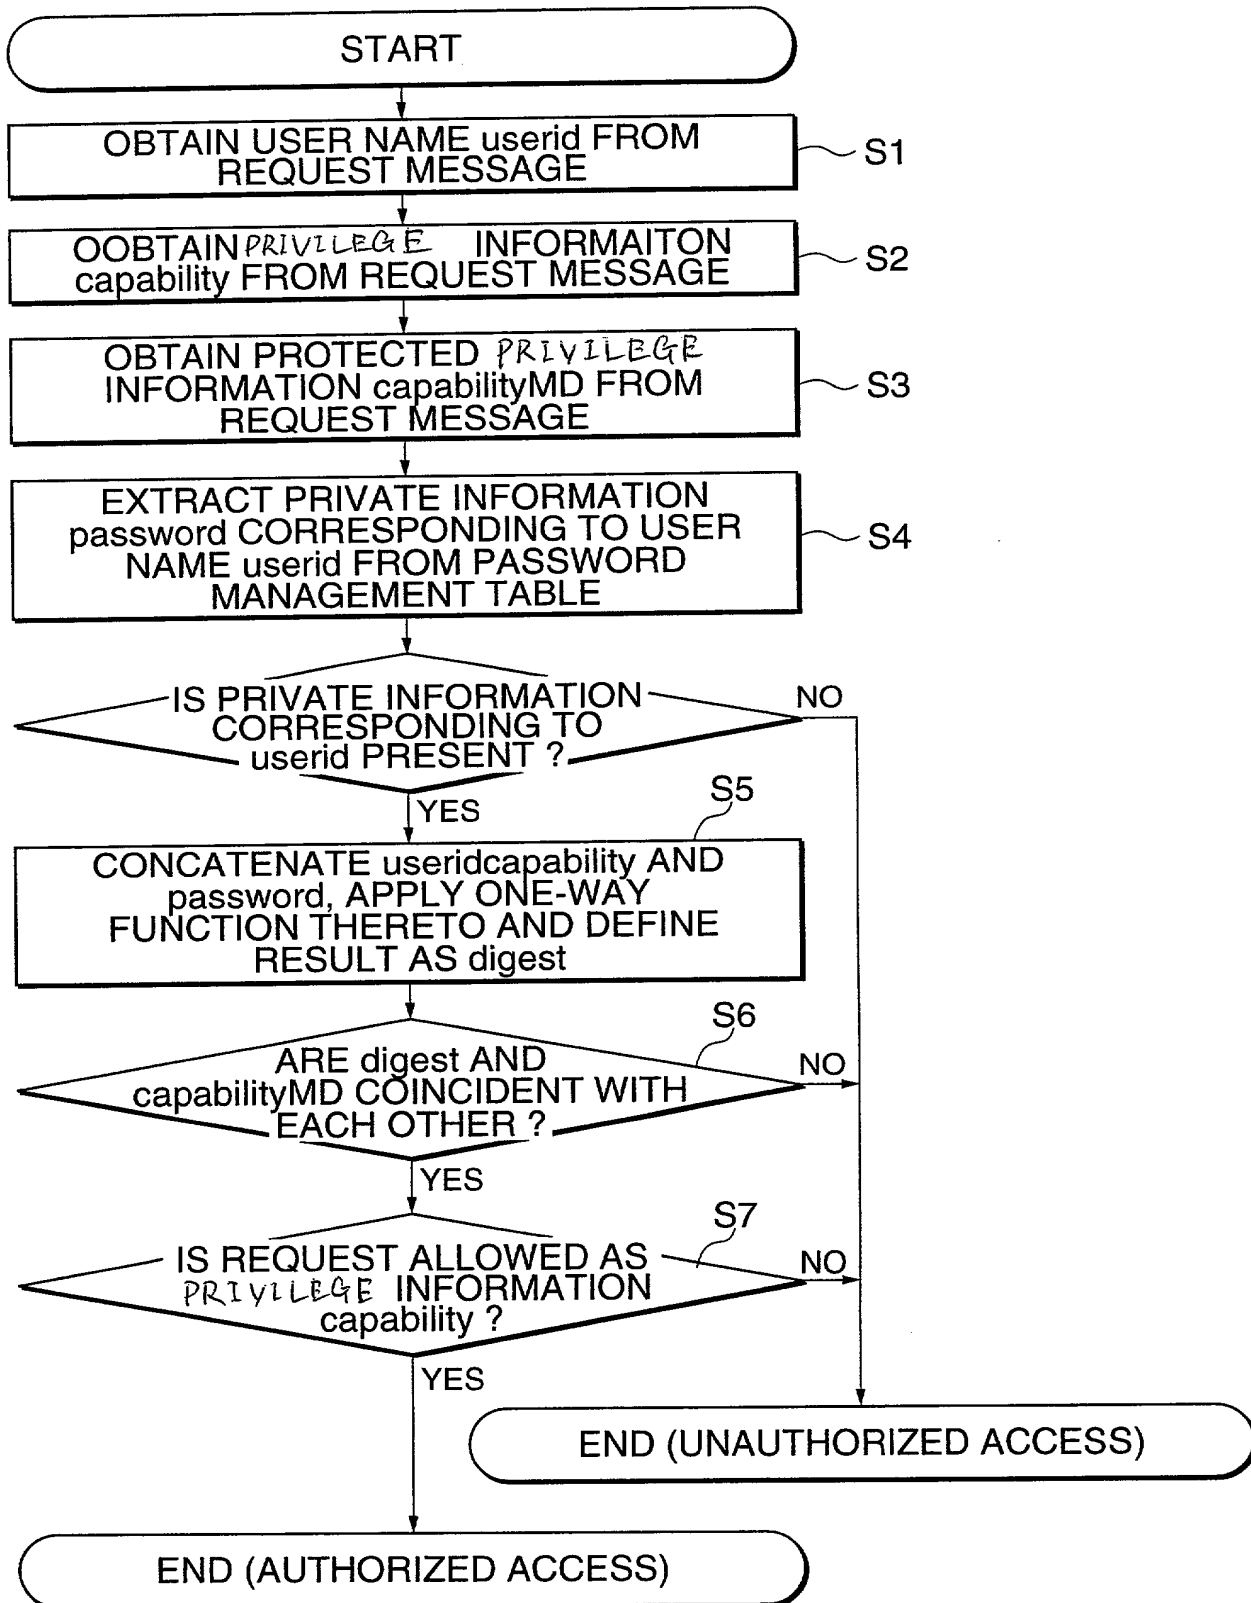 START
OBTAIN USER NAME userid FROM
REQUEST MESSAGE
S1
OOBTAIN PRIVILEGE INFORMAITON
capability FROM REQUEST MESSAGE
S2
OBTAIN PROTECTED PRIVILEGE
INFORMATION capabilityMD FROM
REQUEST MESSAGE
S3
EXTRACT PRIVATE INFORMATION
password CORRESPONDING TO USER
NAME userid FROM PASSWORD
MANAGEMENT TABLE
S4
IS PRIVATE INFORMATION
CORRESPONDING TO
userid PRESENT ?
NO
YES
S5
CONCATENATE useridcapability AND
password, APPLY ONE-WAY
FUNCTION THERETO AND DEFINE
RESULT AS digest
S6
ARE digest AND
capabilityMD COINCIDENT WITH
EACH OTHER ?
NO
YES
S7
IS REQUEST ALLOWED AS
PRIVILEGE INFORMATION
capability ?
NO
YES
END (UNAUTHORIZED ACCESS)
END (AUTHORIZED ACCESS)